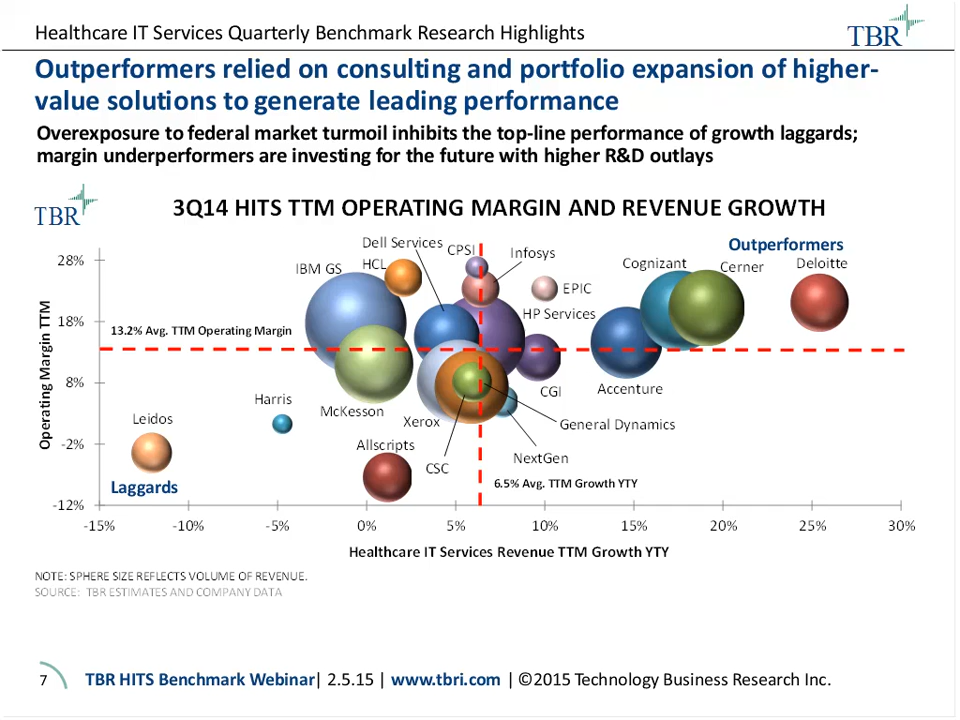 Healthcare IT Services Quarterly Benchmark Research Highlights
TBR
Outperformers relied on consulting and portfolio expansion of higher-
value solutions to generate leading performance
Overexposure to federal market turmoil inhibits the top-line performance of growth laggards;
margin underperformers are investing for the future with higher R&D outlays
TBR
3Q14 HITS TTM OPERATING MARGIN AND REVENUE GROWTH
Operating Margin TTM
28%
18%
8%
-2%
-12%
Dell Services
CPSI
Infosys
Outperformers
IBM GS
HCL
Cognizant
Cerner
Deloitte
EPIC
HP Services
13.2% Avg. TTM Operating Margin
Harris
McKesson
CGI
Accenture
Leidos
Xerox
General Dynamics
Allscripts
CSC
NextGen
Laggards
6.5% Avg. TTM Growth YTY
-15%
-10%
-5%
0%
5%
10%
15%
20%
25%
30%
Healthcare IT Services Revenue TTM Growth YTY
NOTE: SPHERE SIZE REFLECTS VOLUME OF REVENUE.
SOURCE: TBR ESTIMATES AND COMPANY DATA
7
TBR HITS Benchmark Webinar| 2.5.15 | www.tbri.com | ©2015 Technology Business Research Inc.